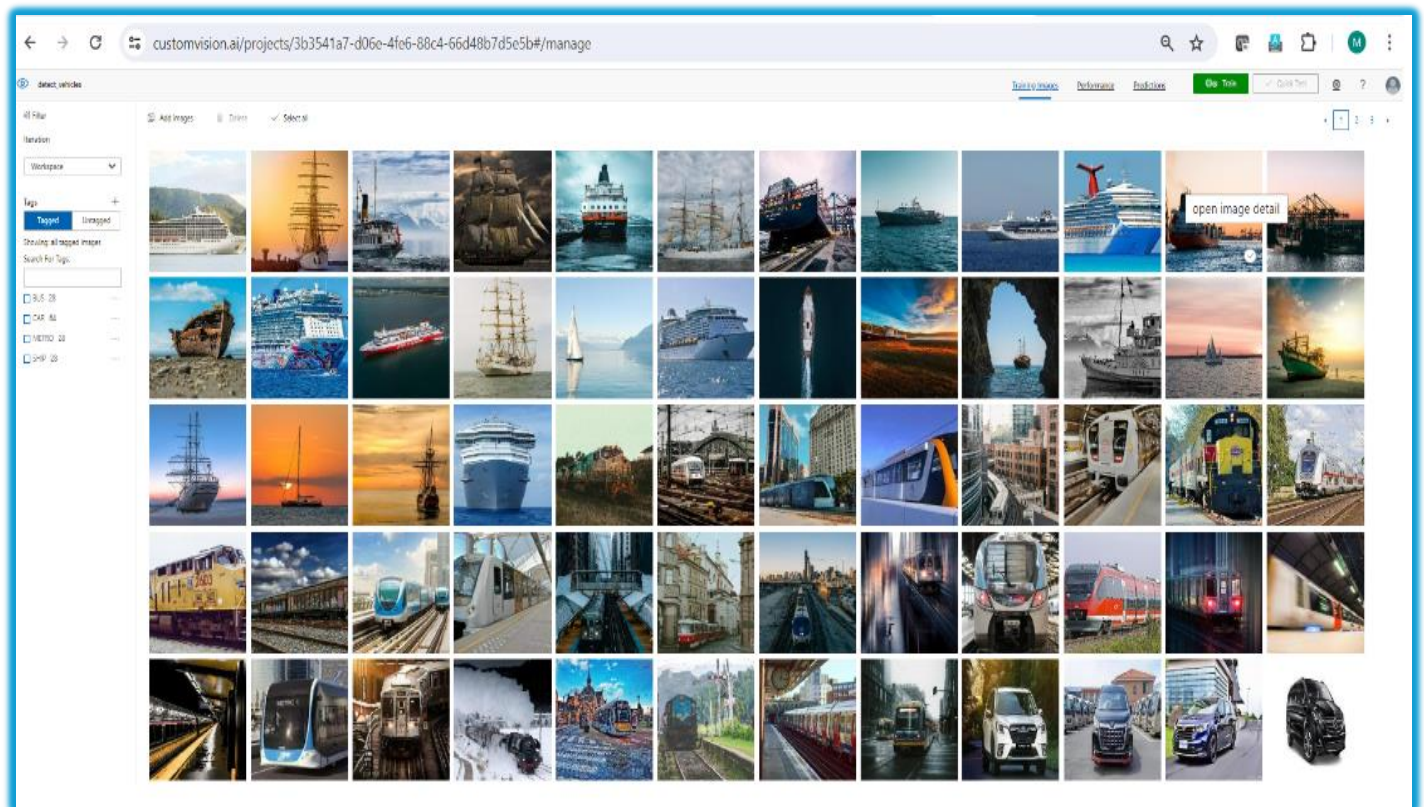 customvision.ai/projects/3b3541a7-d06e-4fe6-88c4-66d48b7d5e5b#/manage
M
detect_vehicles
Training Images Performance Predictions Train Quick Test ?
Filter
Iteration
Add images Delete Select all
1 2
Workspace
Tags +
Tagged Untagged
Showing: all tagged images
Search For Tags:
BUS 28
CAR
METRO 28
SHIP 28
open image detail